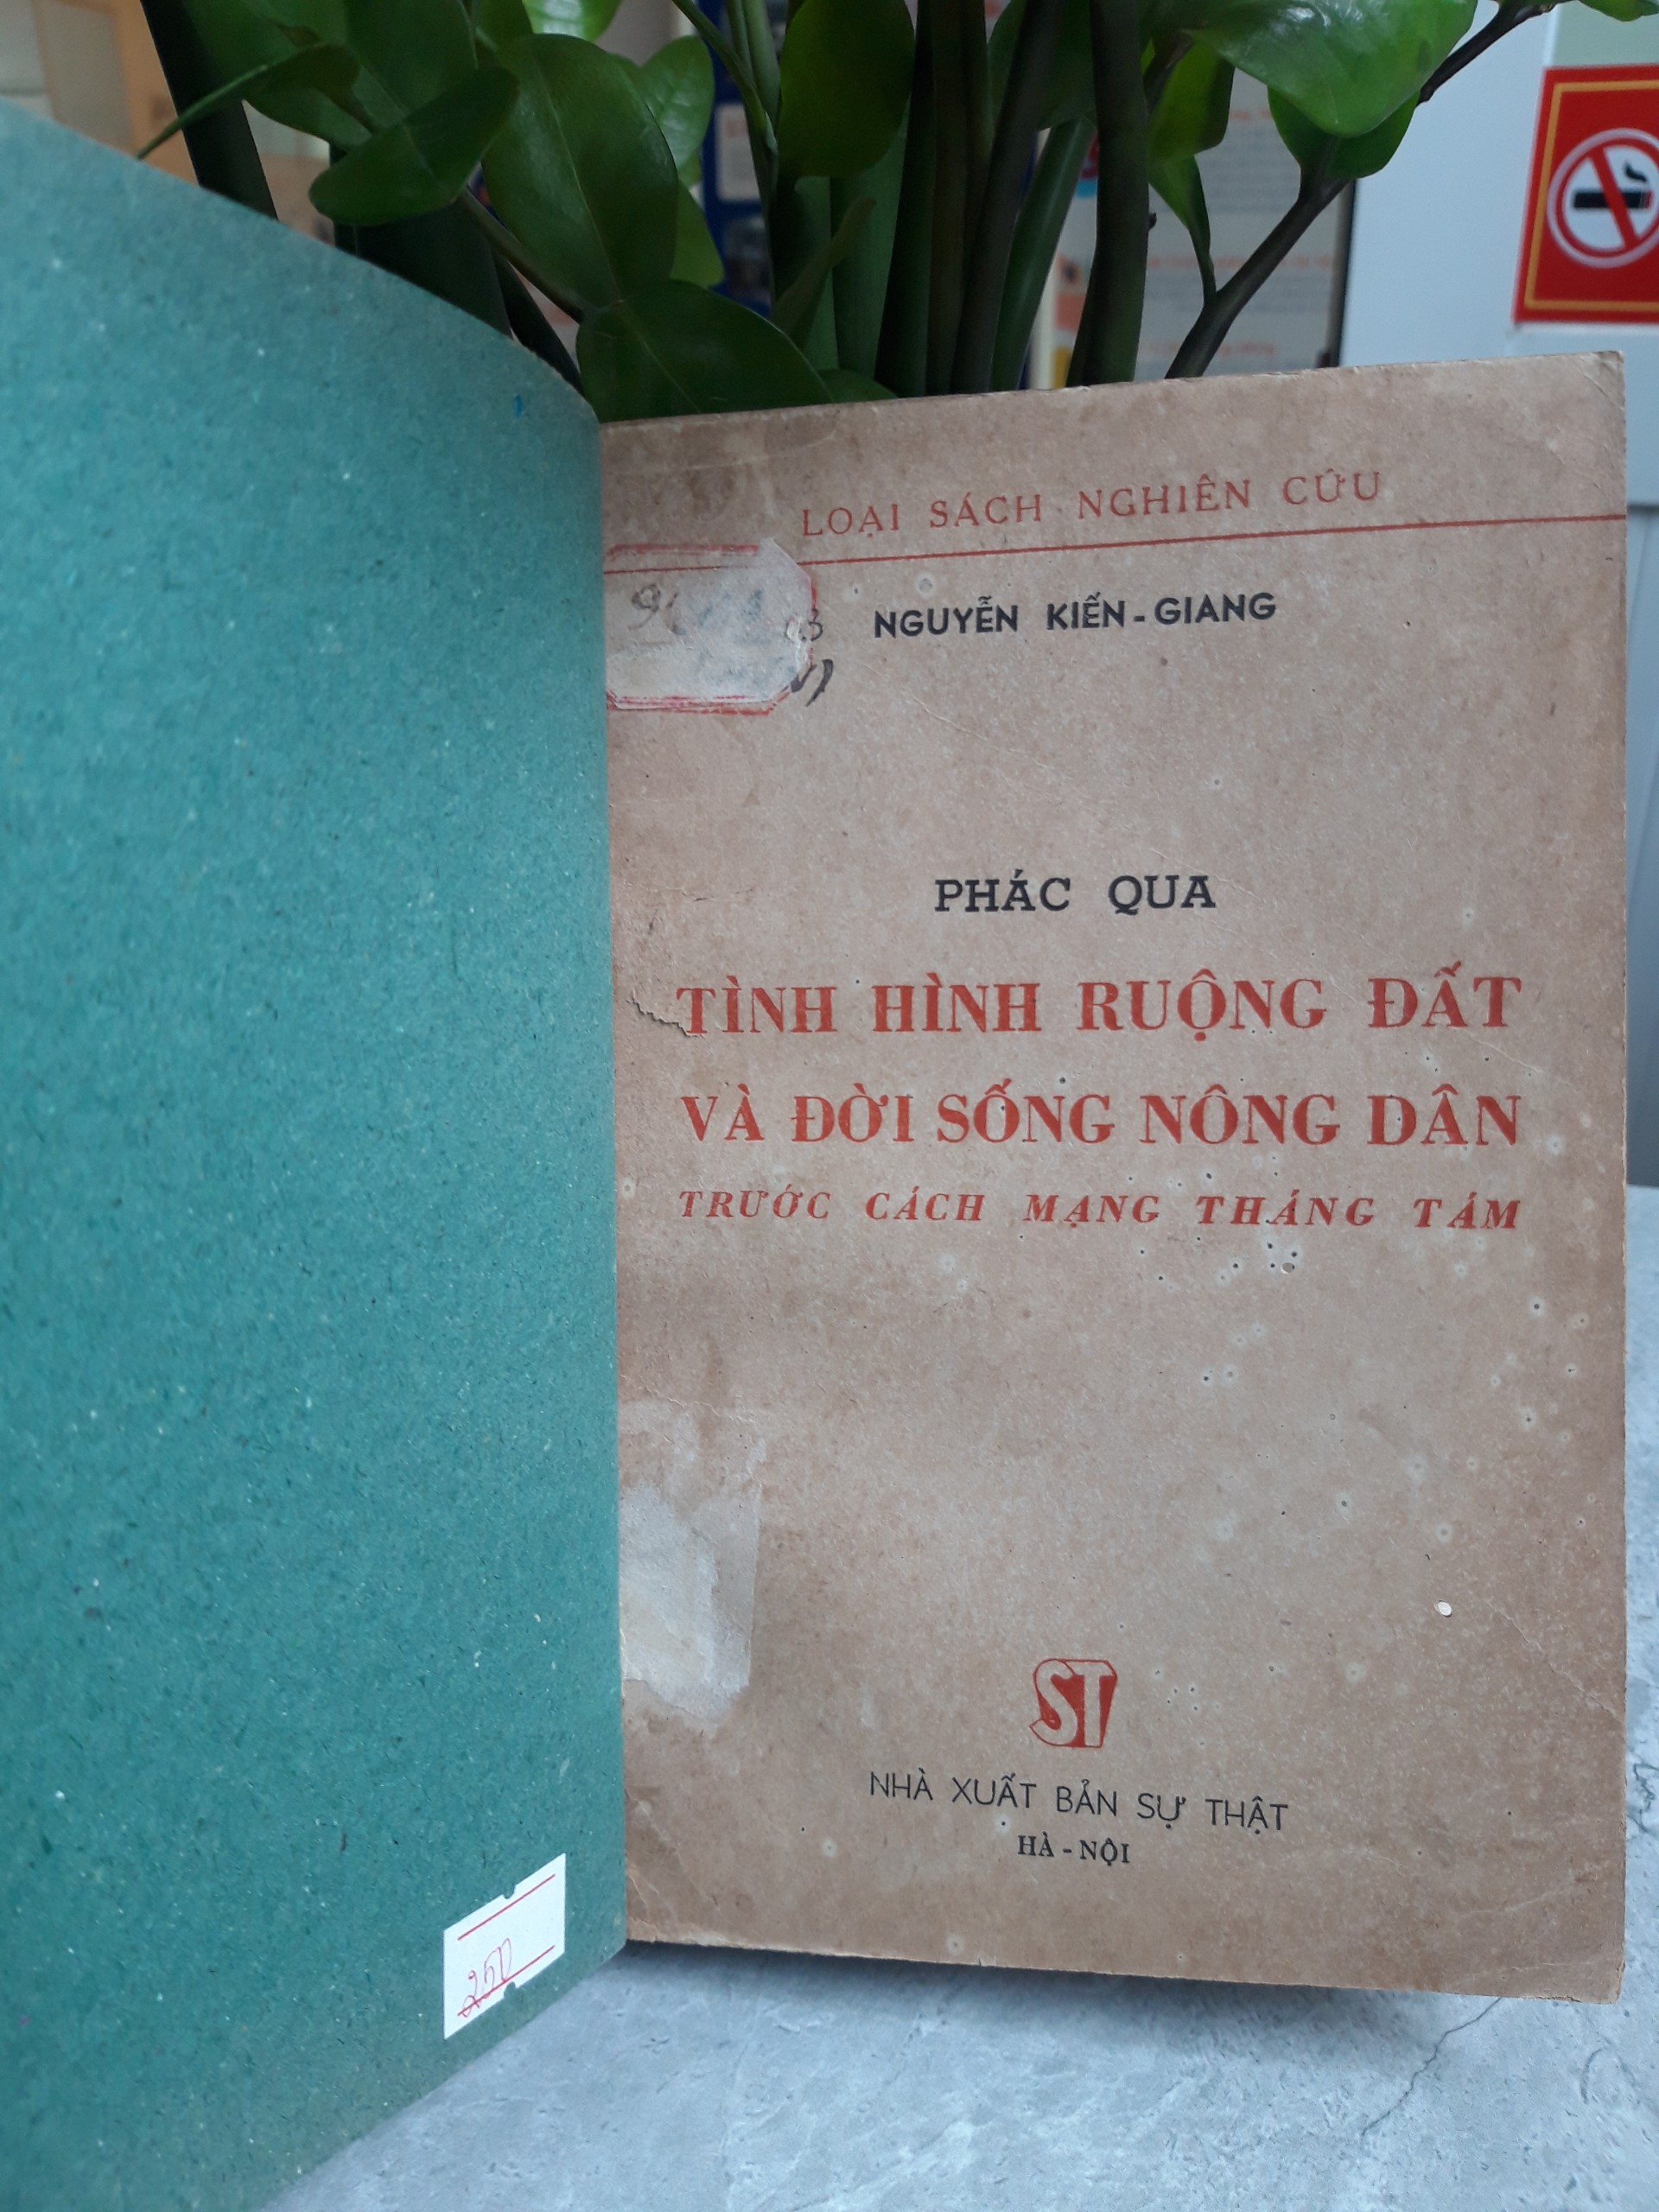 LOẠI SÁCH NGHIÊN CỨU
NGUYỄN KIẾN-GIANG
PHÁC QUA
TÌNH HÌNH RUỘNG ĐẤT
VÀ ĐỜI SỐNG NÔNG DÂN
TRƯỚC CÁCH MẠNG THÁNG TÁM
ST
NHÀ XUẤT BẢN SỰ THẬT
HÀ-NỘI
250